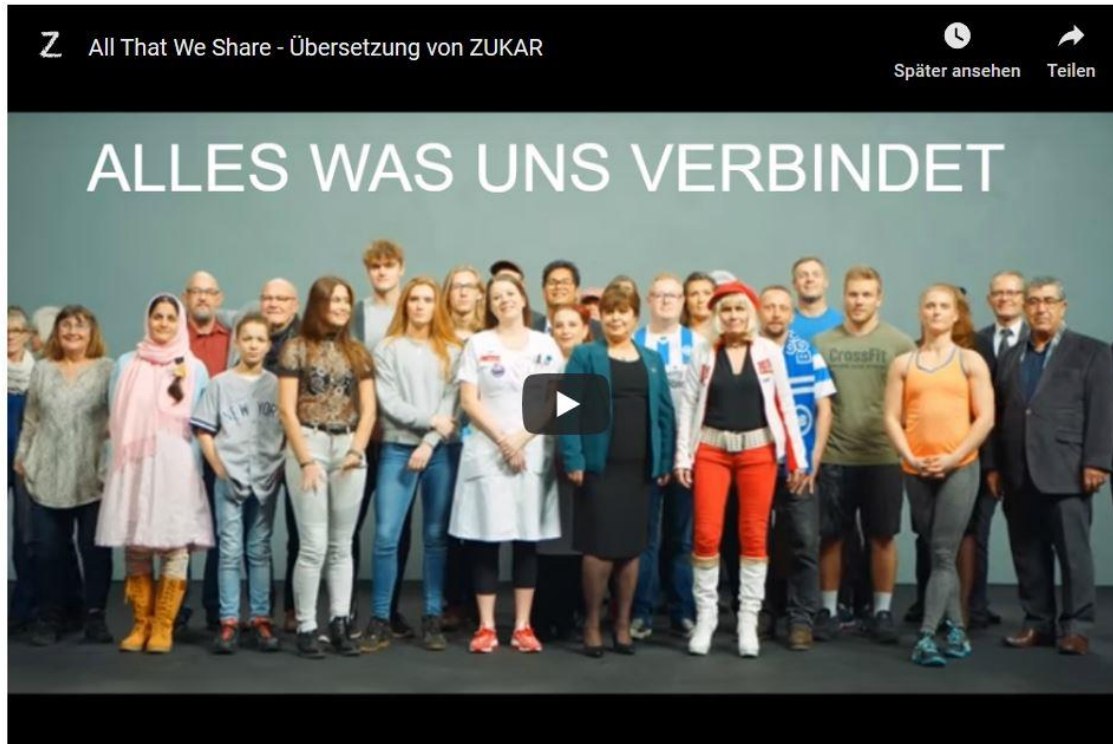 Z
All That We Share - Übersetzung von ZUKAR
Später ansehen
Teilen
ALLES WAS UNS VERBINDET
NEW YORK
CrossFit